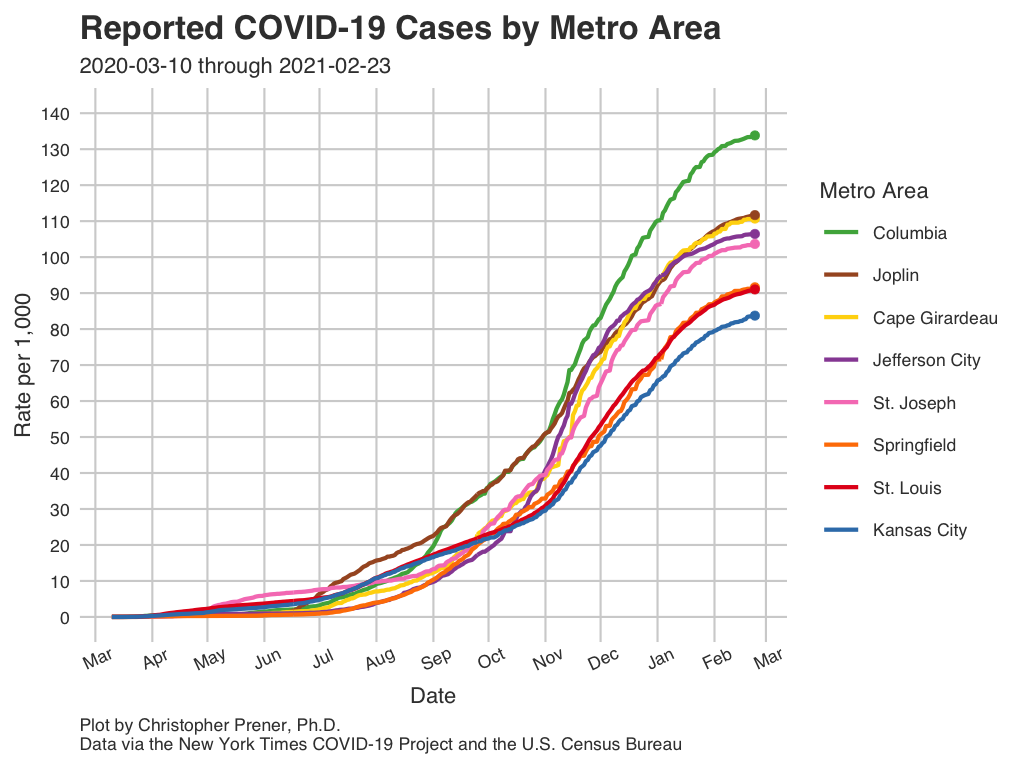 Reported COVID-19 Cases by Metro Area
2020-03-10 through 2021-02-23
140
130
120
110
100
90
80
70
60
50
40
30
20
10
0
Rate per 1,000
Mar Apr May Jun Jul Aug Sep Oct Nov Dec Jan Feb Mar
Date
Metro Area
Columbia
Joplin
Cape Girardeau
Jefferson City
St. Joseph
Springfield
St. Louis
Kansas City
Plot by Christopher Prener, Ph.D.
Data via the New York Times COVID-19 Project and the U.S. Census Bureau